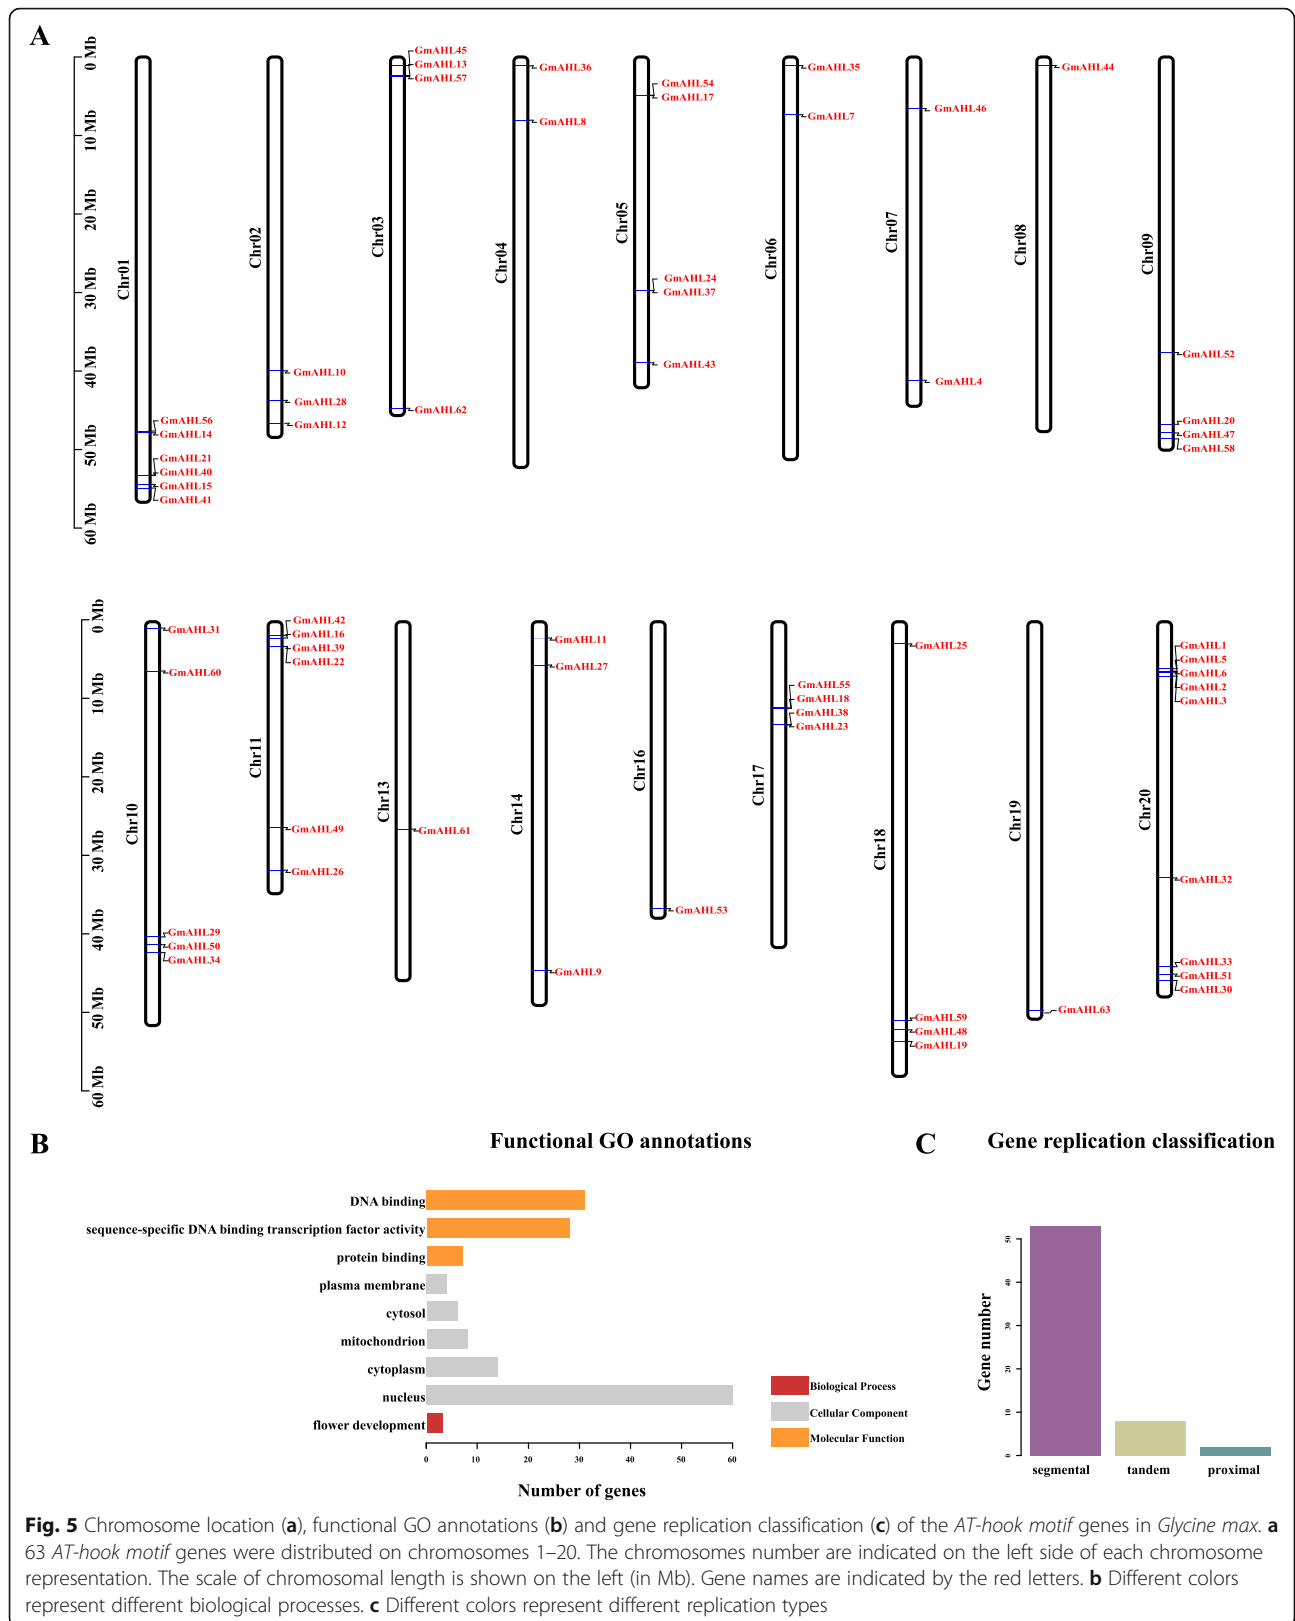 A
0 Mb
10 Mb
20 Mb
30 Mb
40 Mb
50 Mb
60 Mb
Chr01
GmAHL56
GmAHL14
GmAHL21
GmAHL40
GmAHL15
GmAHL41
Chr02
GmAHL10
GmAHL28
GmAHL12
Chr03
GmAHL45
GmAHL13
GmAHL57
GmAHL62
Chr04
GmAHL36
GmAHL8
Chr05
GmAHL54
GmAHL17
GmAHL24
GmAHL37
GmAHL43
Chr06
GmAHL35
GmAHL7
Chr07
GmAHL46
GmAHL4
Chr08
GmAHL44
Chr09
GmAHL52
GmAHL20
GmAHL47
GmAHL58
0 Mb
10 Mb
20 Mb
30 Mb
40 Mb
50 Mb
60 Mb
Chr10
GmAHL31
GmAHL60
GmAHL29
GmAHL50
GmAHL34
Chr11
GmAHL42
GmAHL16
GmAHL39
GmAHL22
GmAHL49
GmAHL26
Chr13
GmAHL61
Chr14
GmAHL11
GmAHL27
GmAHL9
Chr16
GmAHL53
Chr17
GmAHL55
GmAHL18
GmAHL38
GmAHL23
Chr18
GmAHL25
GmAHL59
GmAHL48
GmAHL19
Chr19
GmAHL63
Chr20
GmAHL1
GmAHL5
GmAHL6
GmAHL2
GmAHL3
GmAHL32
GmAHL33
GmAHL51
GmAHL30
B
Functional GO annotations
DNA binding
sequence-specific DNA binding transcription factor activity
protein binding
plasma membrane
cytosol
mitochondrion
cytoplasm
nucleus
flower development
0 10 20 30 40 50 60
Number of genes
Biological Process
Cellular Component
Molecular Function
C
Gene replication classification
Gene number
50
40
30
20
10
0
segmental tandem proximal
Fig. 5 Chromosome location (a), functional GO annotations (b) and gene replication classification (c) of the AT-hook motif genes in Glycine max. a
63 AT-hook motif genes were distributed on chromosomes 1–20. The chromosomes number are indicated on the left side of each chromosome
representation. The scale of chromosomal length is shown on the left (in Mb). Gene names are indicated by the red letters. b Different colors
represent different biological processes. c Different colors represent different replication types